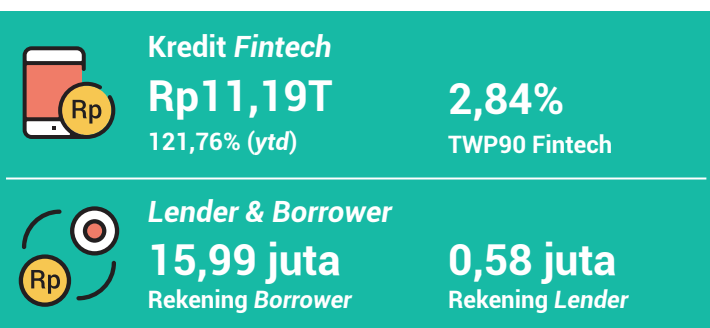 Kredit Fintech
Rp
Rp11,19T
2,84%
121,76% (ytd)
TWP90 Fintech
Lender & Borrower
Rp
15,99 juta
0,58 juta
Rekening Borrower
Rekening Lender